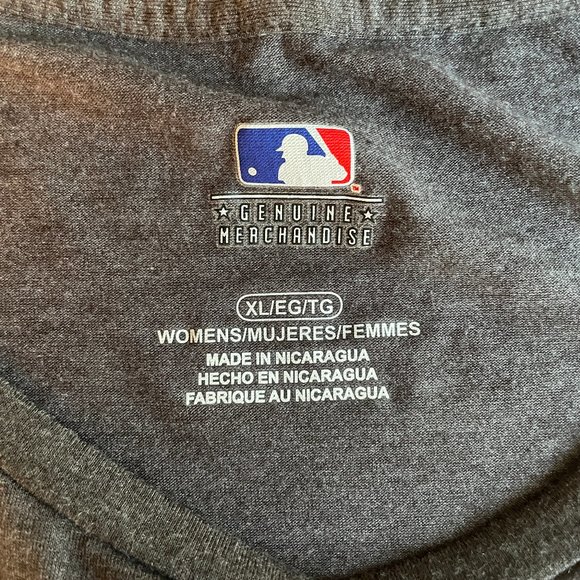 GENUINE
MERCHANDISE
XL/EG/TG
WOMENS/MUJERES/FEMMES
MADE IN NICARAGUA
HECHO EN NICARAGUA
FABRIQUE AU NICARAGUA